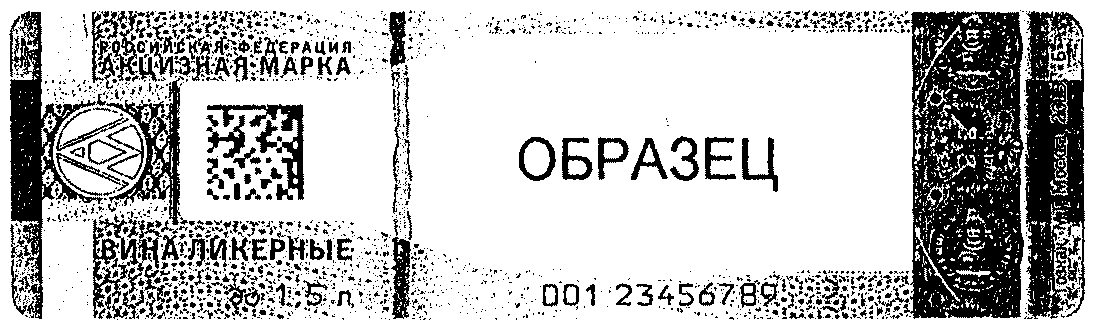 РОССИЙСКАЯ ФЕДЕРАЦИЯ
АКЦИЗНАЯ МАРКА
ВИНА ЛИКЕРНЫЕ
до 1,5 л
ОБРАЗЕЦ
001 23456789